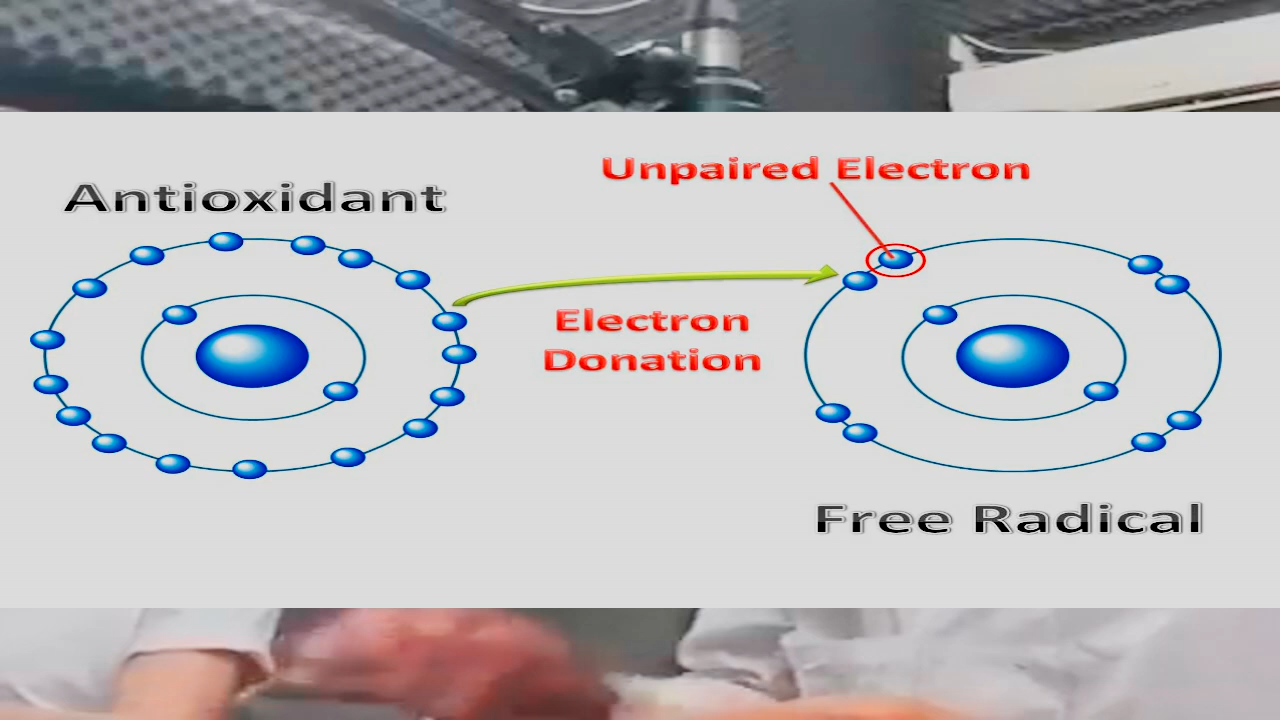 Unpaired Electron
Antioxidant
Electron
Donation
Free Radical